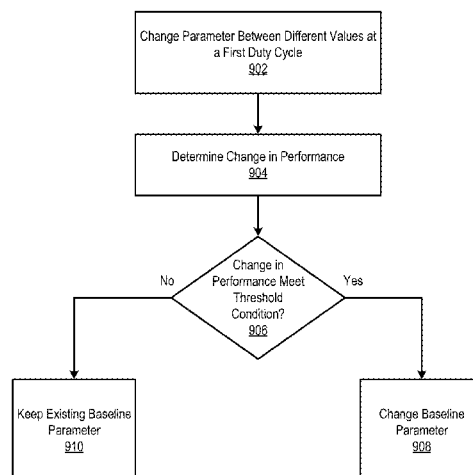 Change Parameter Between Different Values at
a First Duty Cycle
902
Determine Change in Performance
904
Change in
Performance Meet
Threshold
Condition?
906
No
Yes
Keep Existing Baseline
Parameter
910
Change Baseline
Parameter
908